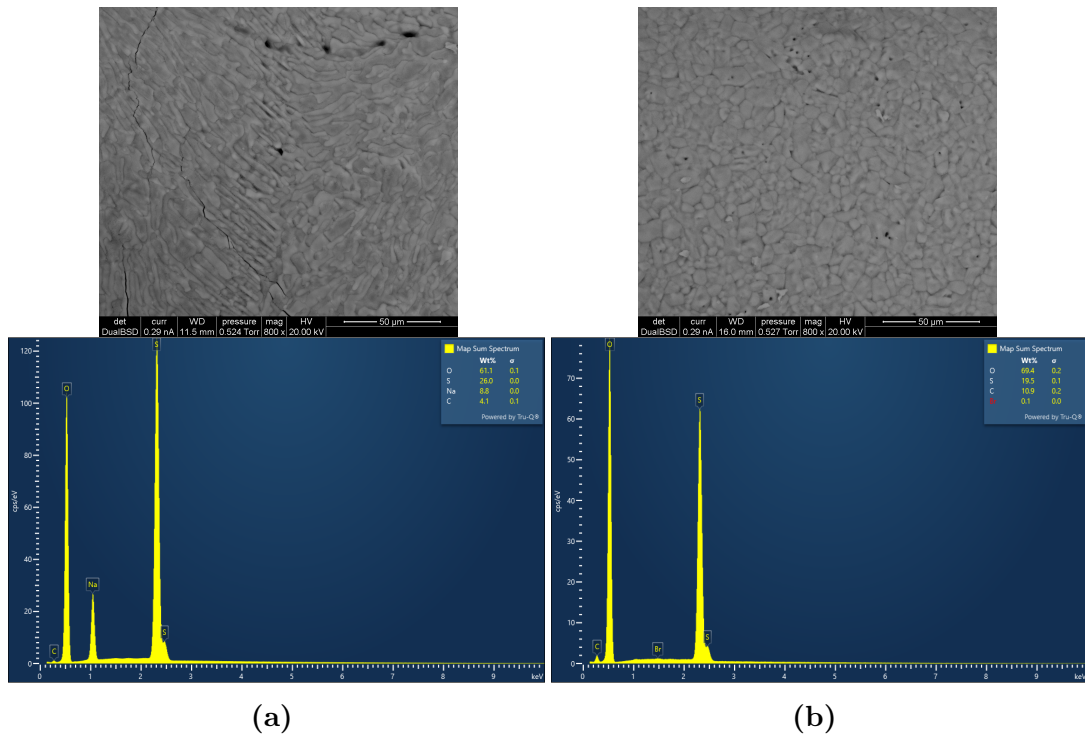 det curr WD pressure mag HV 50 µm
DualBSD 0.29 nA 11.5 mm 0.524 Torr 800 x 20.00 kV
det curr WD pressure mag HV 50 µm
DualBSD 0.29 nA 16.0 mm 0.527 Torr 800 x 20.00 kV
Map Sum Spectrum
Wt% σ
O 61.1 0.1
S 26.0 0.0
Na 8.8 0.0
C 4.1 0.1
Powered by Tru-Q®
cps/eV
120
100
80
60
40
20
0
C
O
Na
S
S
0 1 2 3 4 5 6 7 8 9 keV
Map Sum Spectrum
Wt% σ
O 69.4 0.2
S 19.5 0.1
C 10.9 0.2
0.1 0.0
Powered by Tru-Q®
cps/eV
70
60
50
40
30
20
10
0
C
O
Br
S
S
0 1 2 3 4 5 6 7 8 9 keV
(a)
(b)